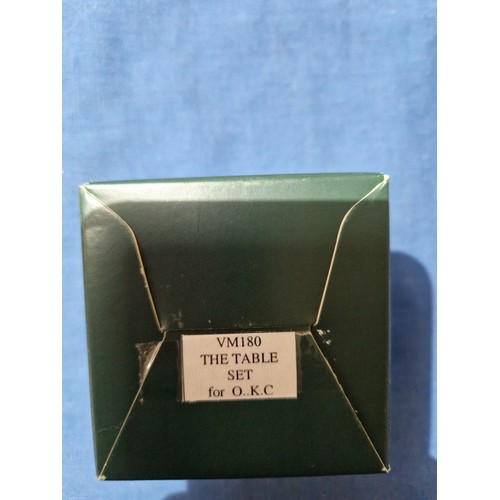 VM180
THE TABLE
SET
for O..K.C